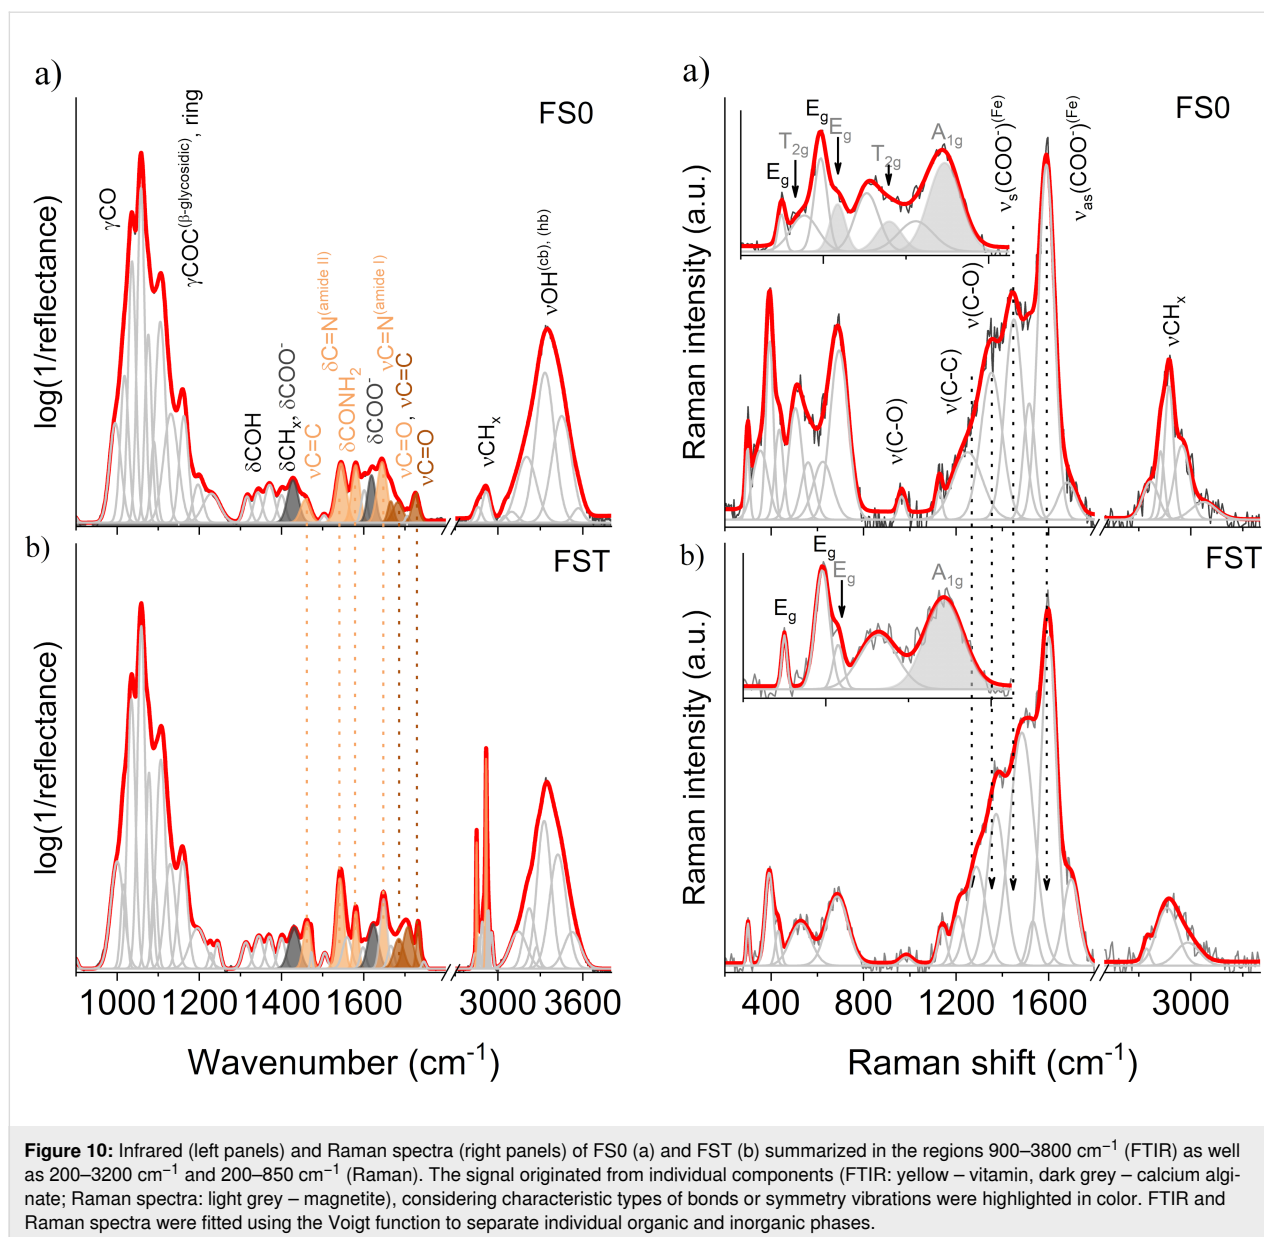 a)
FS0
log(1/reflectance)
γCO
γCOC(β-glycosidic), ring
δCOH
δCHx, δCOO-
νC=C
δC=N(amide II)
δCONH2
δCOO-
νC=N(amide I)
νC=O, νC=C
νC=O
νCHx
νOH(cb), (hb)
b)
FST
log(1/reflectance)
1000 1200 1400 1600 3000 3600
Wavenumber (cm-1)
a)
FS0
Raman intensity (a.u.)
Eg
T2g
Eg
Eg
T2g
A1g
ν(C-O)
ν(C-C)
ν(C-O)
νs(COO-)(Fe)
νas(COO-)(Fe)
νCHx
b)
FST
Raman intensity (a.u.)
Eg
Eg
Eg
A1g
400 800 1200 1600 3000
Raman shift (cm-1)
Figure 10: Infrared (left panels) and Raman spectra (right panels) of FS0 (a) and FST (b) summarized in the regions 900–3800 cm−1 (FTIR) as well
as 200–3200 cm−1 and 200–850 cm−1 (Raman). The signal originated from individual components (FTIR: yellow – vitamin, dark grey – calcium algi-
nate; Raman spectra: light grey – magnetite), considering characteristic types of bonds or symmetry vibrations were highlighted in color. FTIR and
Raman spectra were fitted using the Voigt function to separate individual organic and inorganic phases.